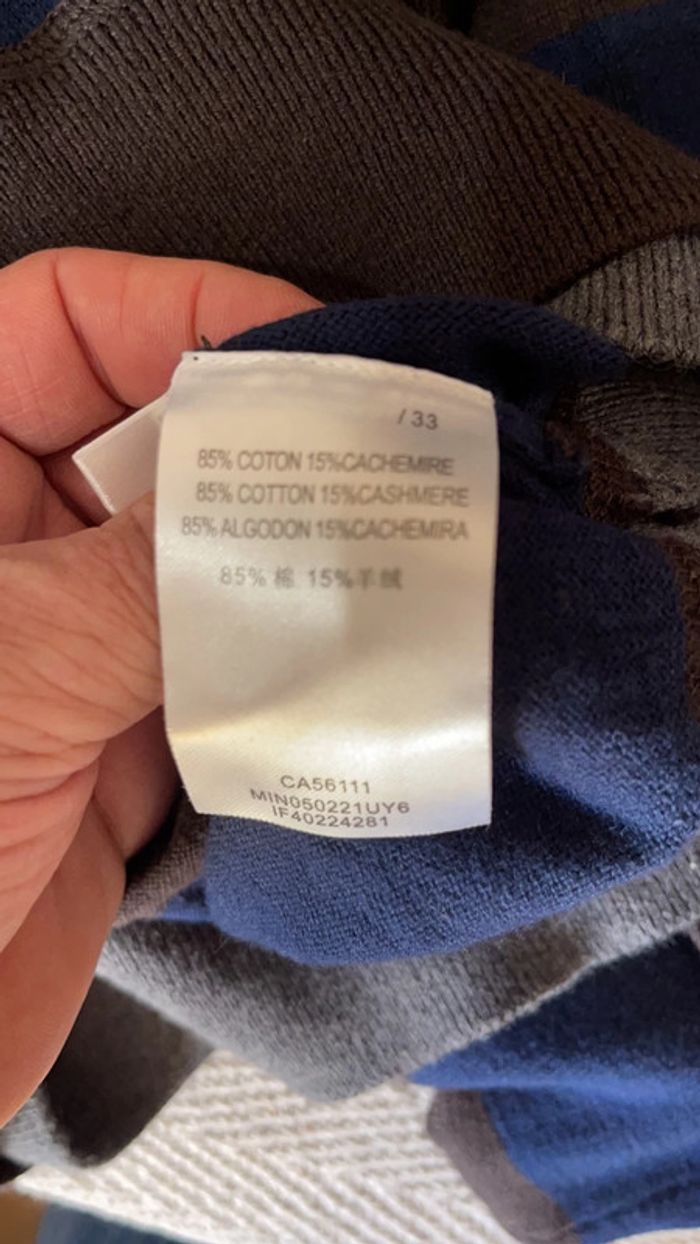 / 33
85% COTON 15%CACHEMIRE
85% COTTON 15%CASHMERE
85% ALGODON 15%CACHEMIRA
85% 棉 15%羊绒
CA56111
MIN050221UY6
IF40224281